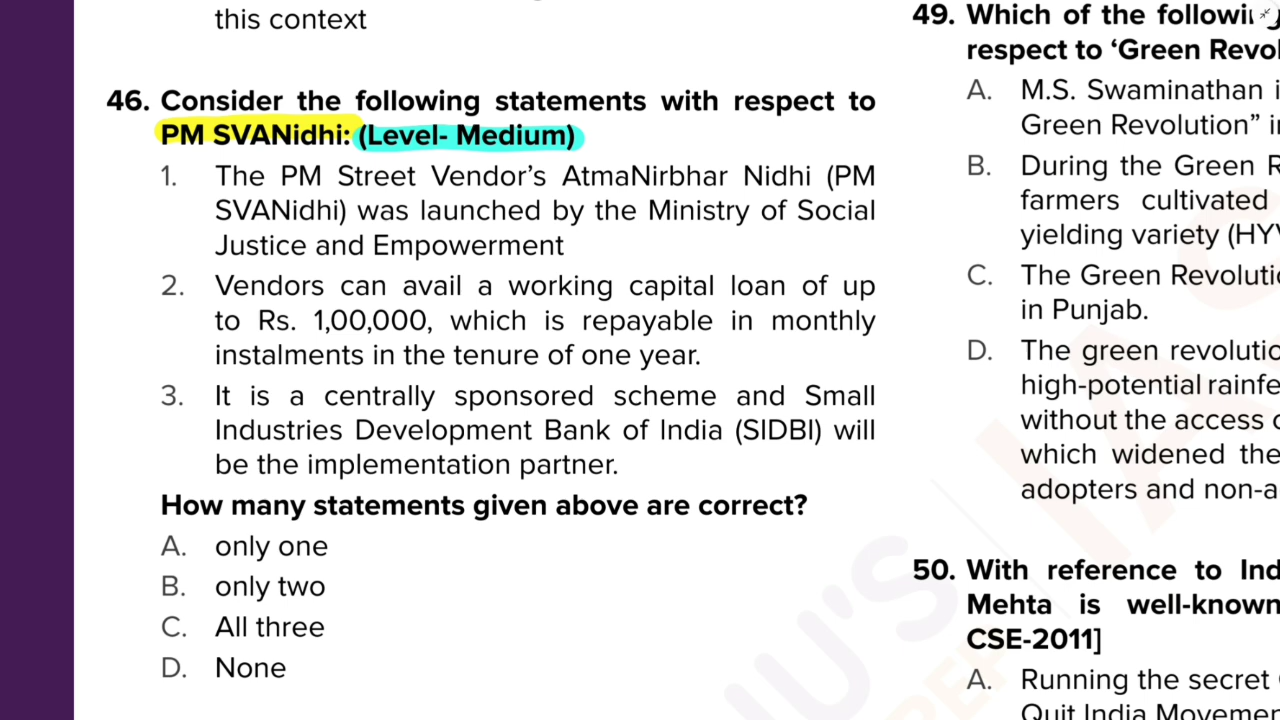 this context
46. Consider the following statements with respect to
PM SVANidhi: (Level- Medium)
1. The PM Street Vendor's AtmaNirbhar Nidhi (PM
SVANidhi) was launched by the Ministry of Social
Justice and Empowerment
2. Vendors can avail a working capital loan of up
to Rs. 1,00,000, which is repayable in monthly
instalments in the tenure of one year.
3. It is a centrally sponsored scheme and Small
Industries Development Bank of India (SIDBI) will
be the implementation partner.
How many statements given above are correct?
A. only one
B. only two
C. All three
D. None
49. Which of the
respect to ‘Green
A. M.S. Swaminathan
Green Revolution”
B. During the Green
farmers cultivated
yielding variety
C. The Green
in Punjab.
D. The green
high-potential
without the access
which widened the
adopters and
50. With reference to
Mehta is well-known
CSE-2011]
A. Running the secret
Quit India